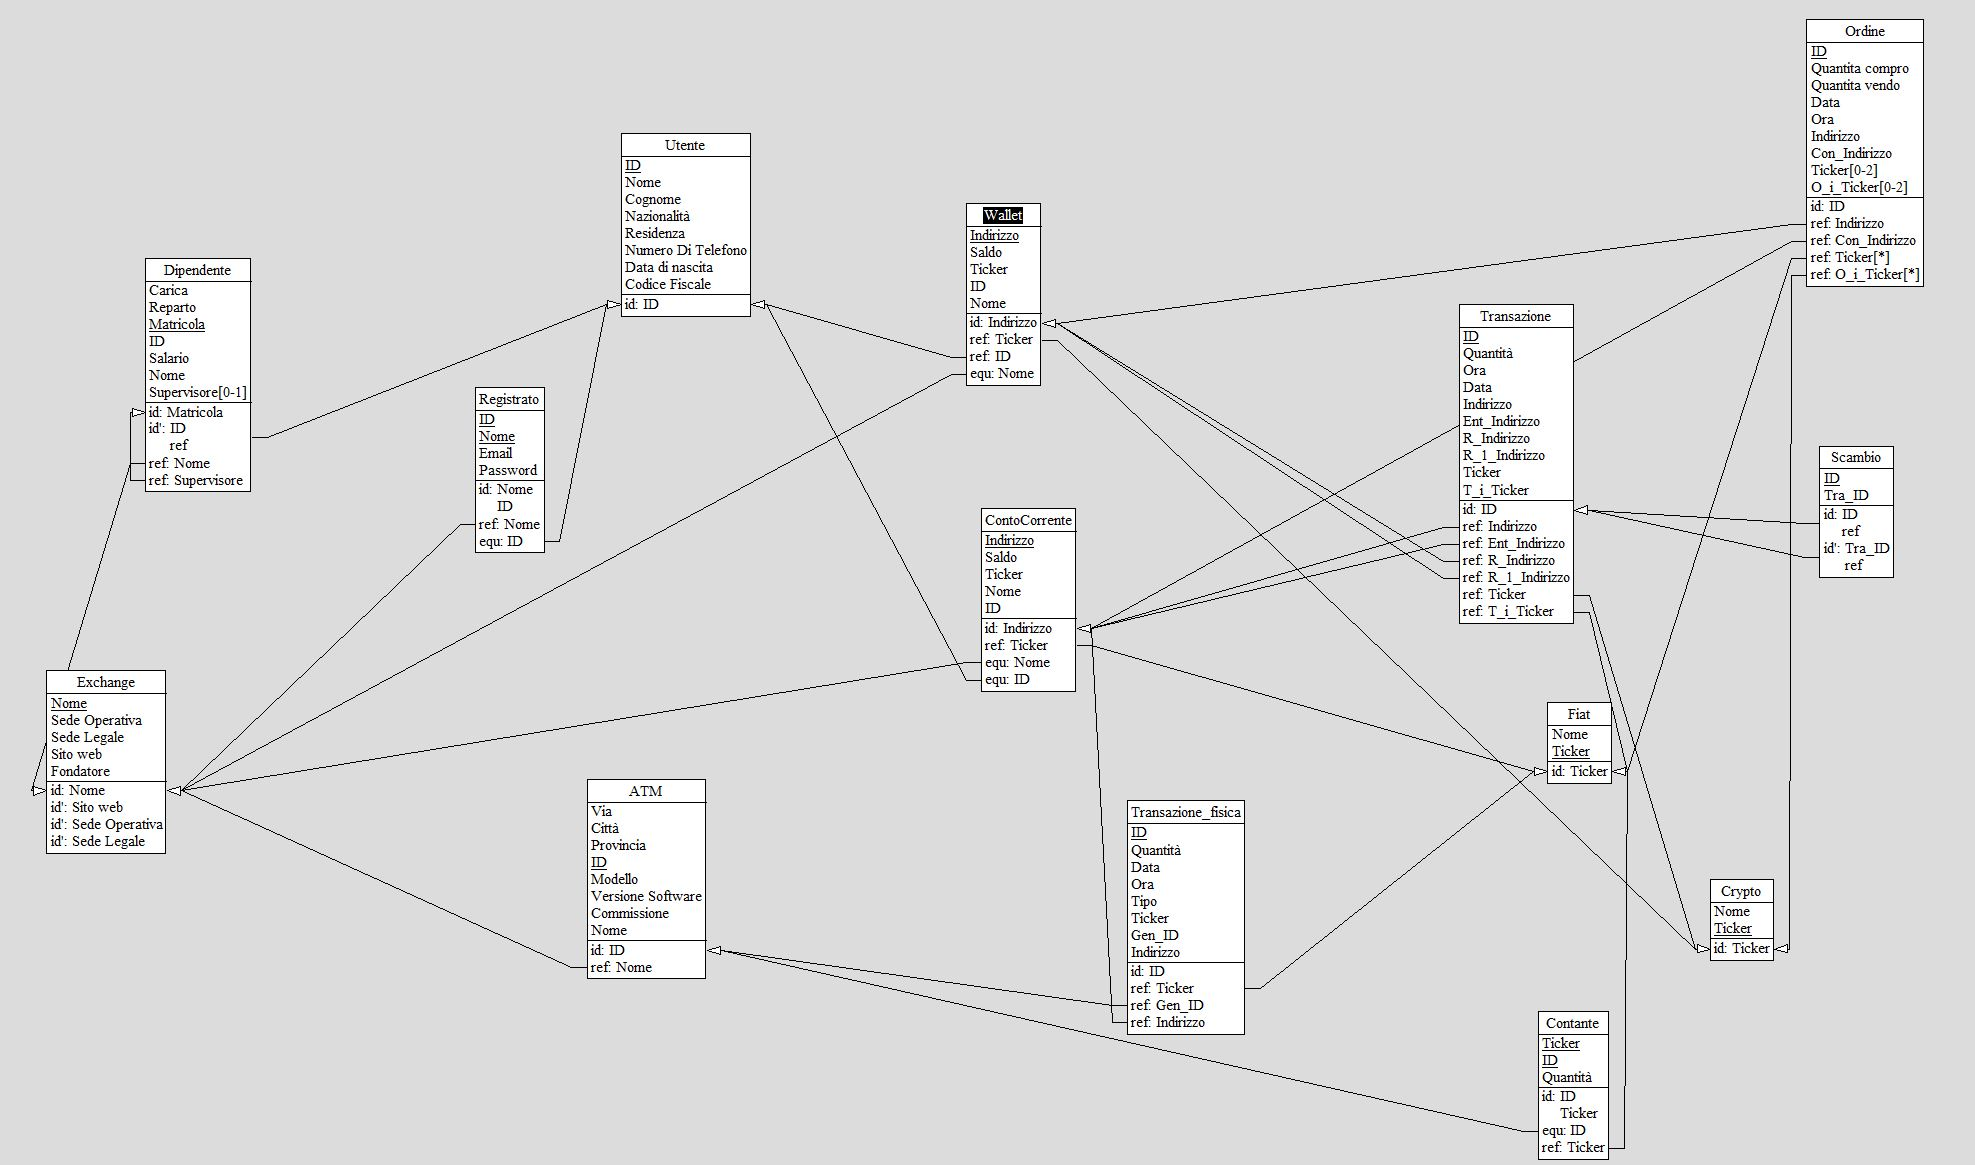 Ordine
ID
Quantita compro
Quantita vendo
Data
Ora
Indirizzo
Con_Indirizzo
Ticker[0-2]
O_i_Ticker[0-2]
id: ID
ref: Indirizzo
ref: Con_Indirizzo
ref: Ticker[*]
ref: O_i_Ticker[*]
Utente
ID
Nome
Cognome
Nazionalità
Residenza
Numero Di Telefono
Data di nascita
Codice Fiscale
id: ID
Wallet
Indirizzo
Saldo
Ticker
ID
Nome
id: Indirizzo
ref: Ticker
ref: ID
equ: Nome
Dipendente
Carica
Reparto
Matricola
ID
Salario
Nome
Supervisore[0-1]
id: Matricola
id': ID
ref
ref: Nome
ref: Supervisore
Transazione
ID
Quantità
Ora
Data
Indirizzo
Ent_Indirizzo
R_Indirizzo
R_1_Indirizzo
Ticker
T_i_Ticker
id: ID
ref: Indirizzo
ref: Ent_Indirizzo
ref: R_Indirizzo
ref: R_1_Indirizzo
ref: Ticker
ref: T_i_Ticker
Registrato
ID
Nome
Email
Password
id: Nome
ID
ref: Nome
equ: ID
Scambio
ID
Tra_ID
id: ID
ref
id': Tra_ID
ref
ContoCorrente
Indirizzo
Saldo
Ticker
Nome
ID
id: Indirizzo
ref: Ticker
equ: Nome
equ: ID
Exchange
Nome
Sede Operativa
Sede Legale
Sito web
Fondatore
id: Nome
id': Sito web
id': Sede Operativa
id': Sede Legale
Fiat
Nome
Ticker
id: Ticker
ATM
Via
Città
Provincia
ID
Modello
Versione Software
Commissione
Nome
id: ID
ref: Nome
Transazione_fisica
ID
Quantità
Data
Ora
Tipo
Ticker
Gen_ID
Indirizzo
id: ID
ref: Ticker
ref: Gen_ID
ref: Indirizzo
Crypto
Nome
Ticker
id: Ticker
Contante
Ticker
ID
Quantità
id: ID
Ticker
equ: ID
ref: Ticker